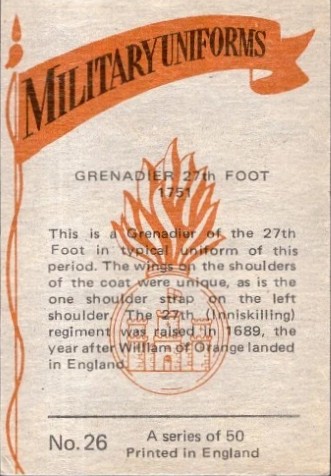 MILITARY UNIFORMS
GRENADIER 27th FOOT
1751
This is a Grenadier of the 27th
Foot in typical uniform of this
period. The wings on the shoulders
of the coat were unique, as is the
one shoulder strap on the left
shoulder. The 27th (Inniskilling)
regiment was raised in 1689, the
year after William of Orange landed
in England.
No. 26
A series of 50
Printed in England